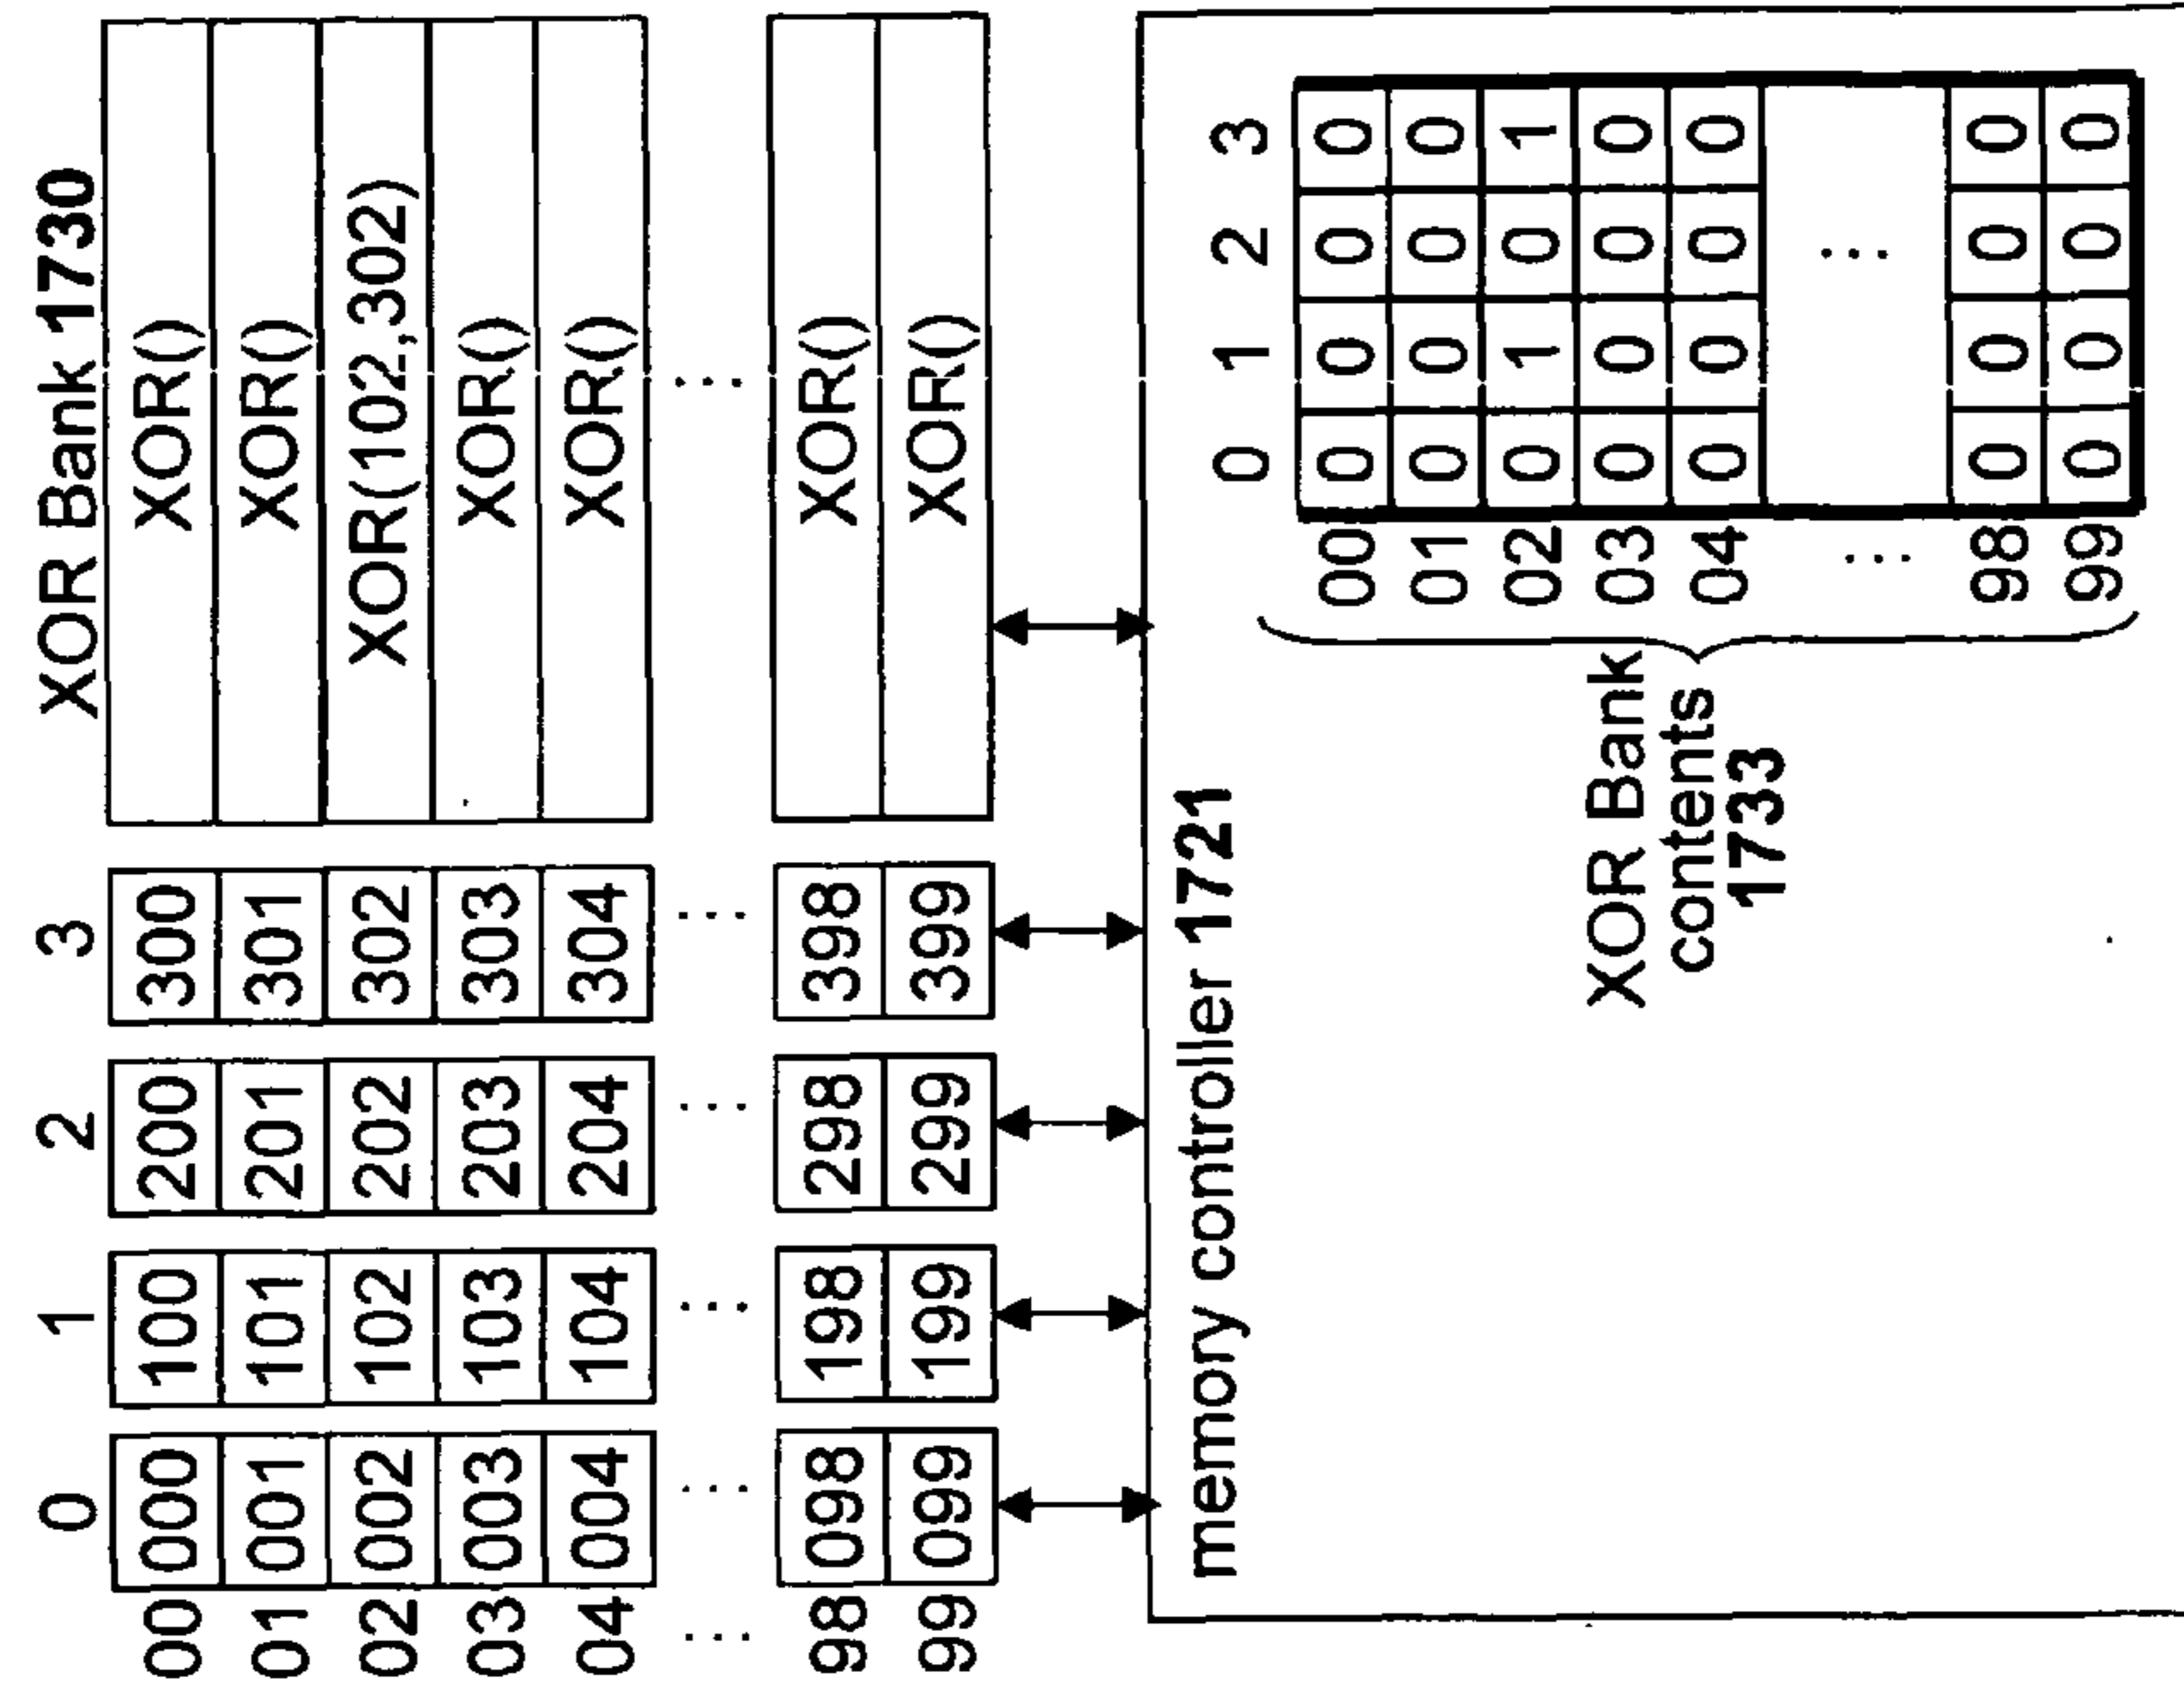 0 1 2 3 XOR Bank 1730
00 000 100 200 300 XOR()
01 001 101 201 301 XOR()
02 002 102 202 302 XOR(102,302)
03 003 103 203 303 XOR()
04 004 104 204 304 XOR()
... ... ... ... ... ...
98 098 198 298 398 XOR()
99 099 199 299 399 XOR()
memory controller 1721
0 1 2 3
00 0 0 0 0
01 0 0 0 0
02 0 1 0 1
03 0 0 0 0
04 0 0 0 0
... ...
98 0 0 0 0
99 0 0 0 0
XOR Bank
contents
1733